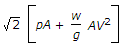 √2 [ pA + w/g AV² ]